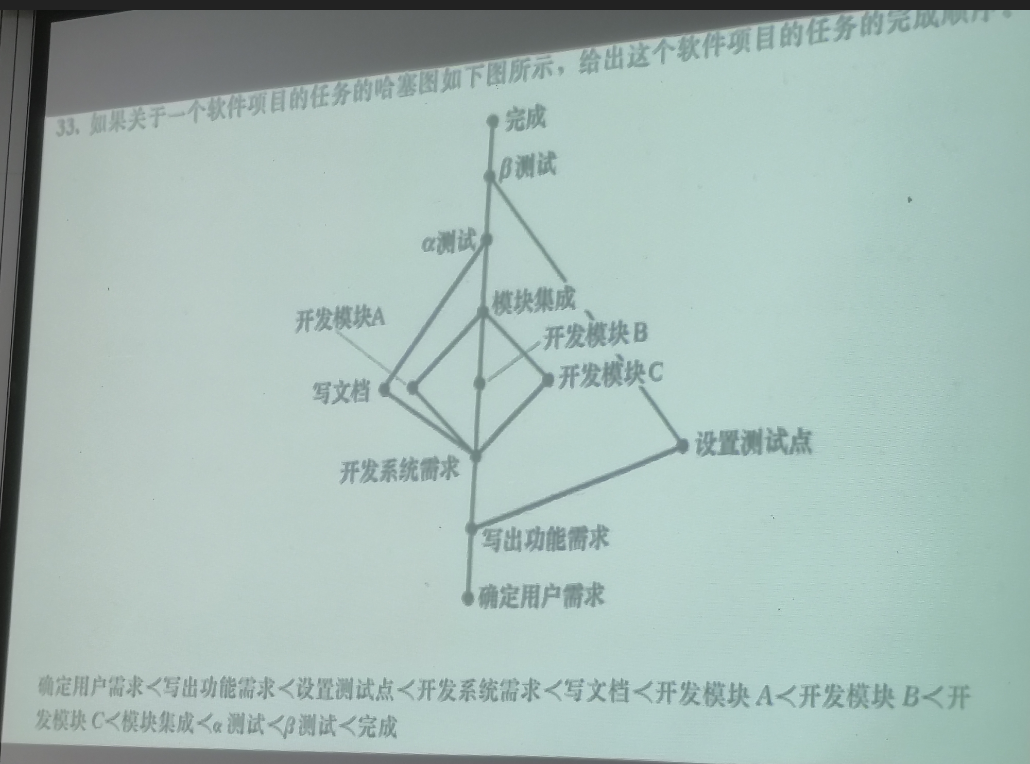 33. 如果关于一个软件项目的任务的哈塞图如下图所示，给出这个软件项目的任务的完成顺序.
完成
β测试
α测试
模块集成
开发模块A
开发模块B
开发模块C
写文档
设置测试点
开发系统需求
写出功能需求
确定用户需求
确定用户需求<写出功能需求<设置测试点<开发系统需求<写文档<开发模块 A<开发模块 B<开
发模块 C<模块集成<α 测试<β 测试<完成